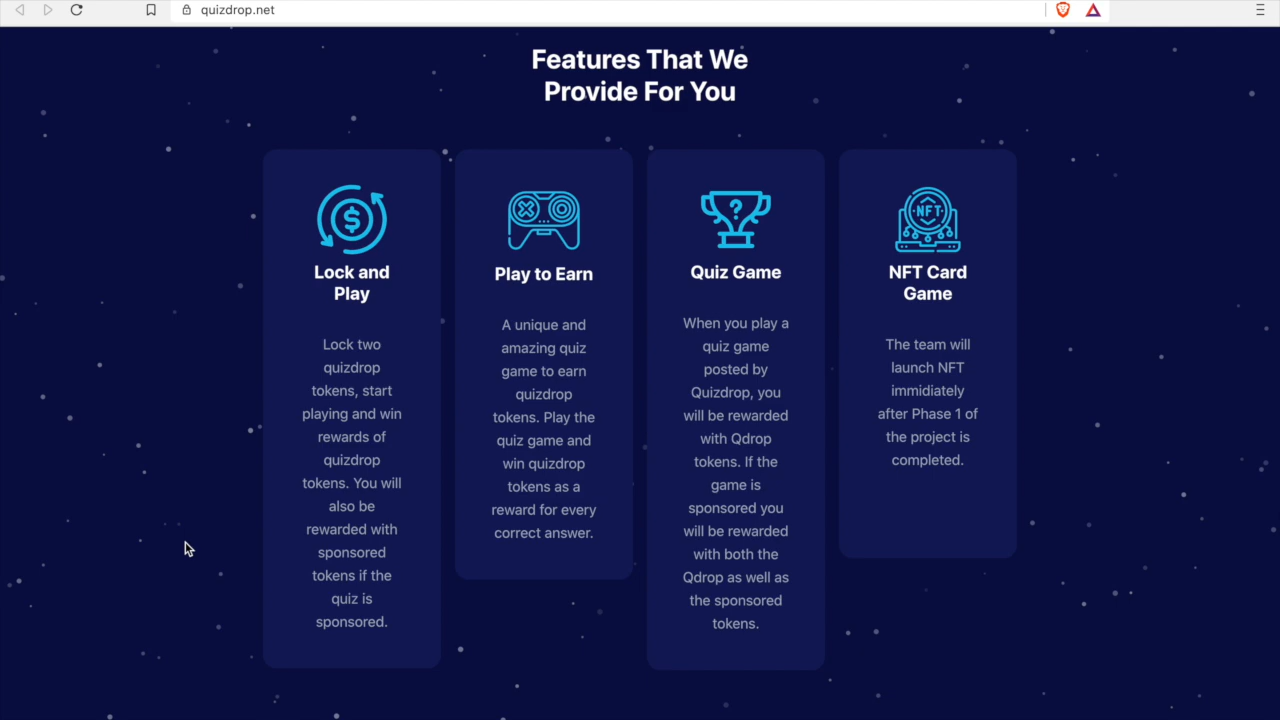 quizdrop.net
Features That We
Provide For You
$
Lock and
Play
Lock two
quizdrop
tokens, start
playing and win
rewards of
quizdrop
tokens. You will
also be
rewarded with
sponsored
tokens if the
quiz is
sponsored.
Play to Earn
A unique and
amazing quiz
game to earn
quizdrop
tokens. Play the
quiz game and
win quizdrop
tokens as a
reward for every
correct answer.
?
Quiz Game
When you play a
quiz game
posted by
Quizdrop, you
will be rewarded
with Qdrop
tokens. If the
game is
sponsored you
will be rewarded
with both the
Qdrop as well as
the sponsored
tokens.
NFT
NFT Card
Game
The team will
launch NFT
immidiately
after Phase 1 of
the project is
completed.